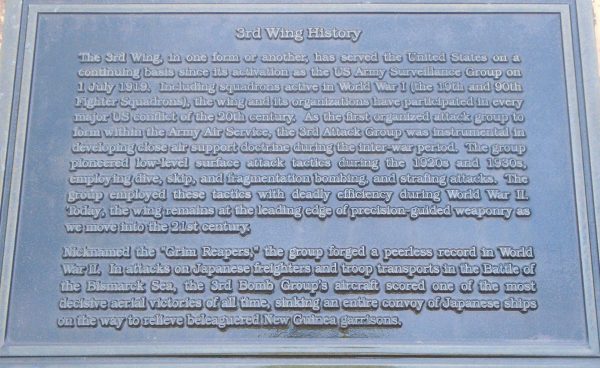 3rd Wing History
The 3rd Wing, in one form or another, has served the United States on a
continuing basis since its activation as the US Army Surveillance Group on
1 July 1919. Including squadrons active in World War I (the 19th and 90th
Fighter Squadrons), the wing and its organizations have participated in every
major US conflict of the 20th century. As the first organized attack group to
form within the Army Air Service, the 3rd Attack Group was instrumental in
developing close air support doctrine during the inter-war period. The group
pioneered low-level surface attack tactics during the 1920s and 1930s,
employing dive, skip, and fragmentation bombing, and strafing attacks. The
group employed these tactics with deadly efficiency during World War II.
Today, the wing remains at the leading edge of precision-guided weaponry as
we move into the 21st century.
Nicknamed the "Grim Reapers," the group forged a peerless record in World
War II. In attacks on Japanese freighters and troop transports in the Battle of
the Bismarck Sea, the 3rd Bomb Group's aircraft scored one of the most
decisive aerial victories of all time, sinking an entire convoy of Japanese ships
on the way to relieve beleaguered New Guinea garrisons.